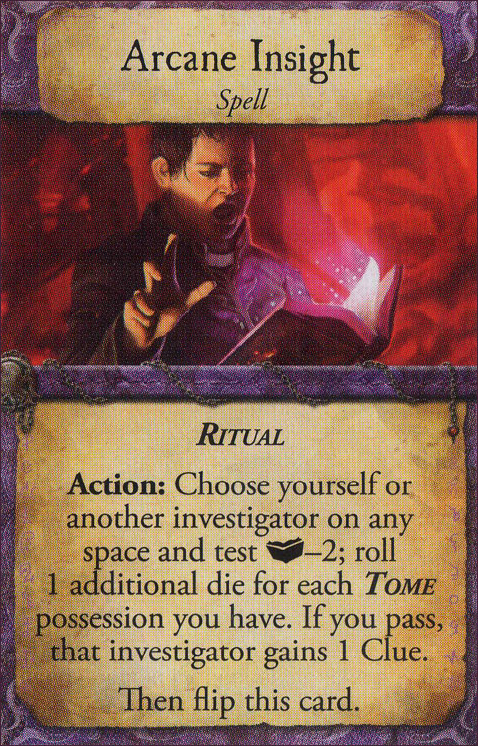 Arcane Insight
Spell
RITUAL
Action: Choose yourself or
another investigator on any
space and test –2; roll
1 additional die for each TOME
possession you have. If you pass,
that investigator gains 1 Clue.
Then flip this card.